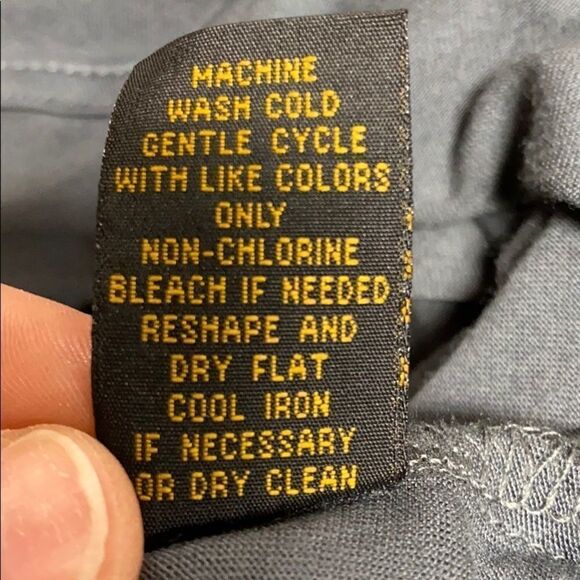 MACHINE
WASH COLD
GENTLE CYCLE
WITH LIKE COLORS
ONLY
NON-CHLORINE
BLEACH IF NEEDED
RESHAPE AND
DRY FLAT
COOL IRON
IF NECESSARY
OR DRY CLEAN